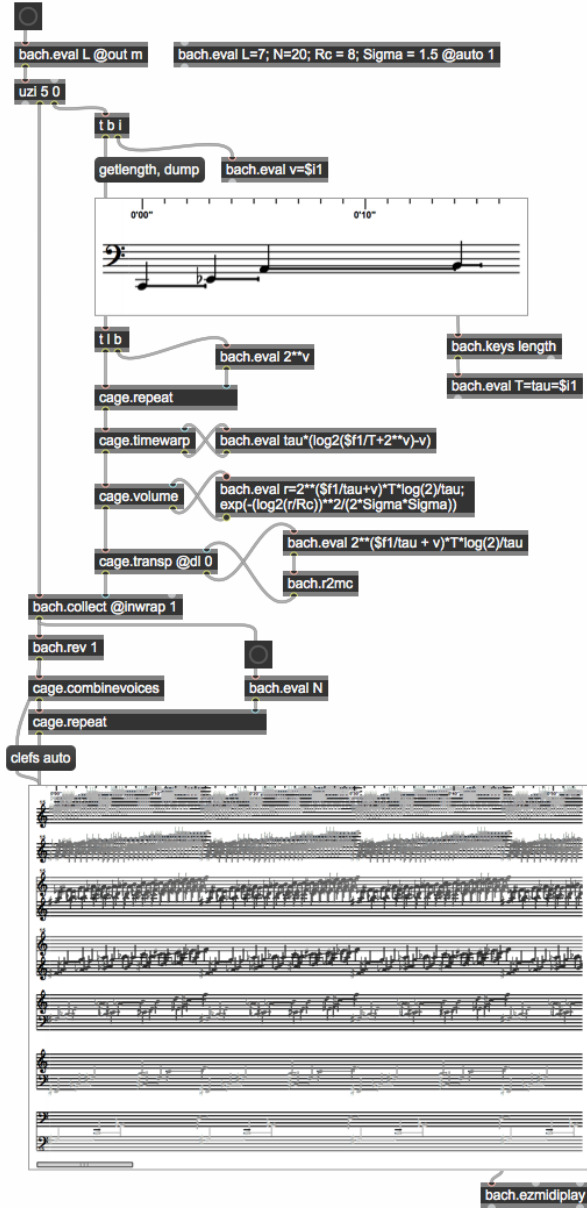 bach.eval L @out m
bach.eval L=7; N=20; Rc = 8; Sigma = 1.5 @auto 1
uzi 5 0
t b i
getlength, dump
bach.eval v=$i1
0'00"
0'10"
t l b
bach.eval 2**v
bach.keys length
bach.eval T=tau=$i1
cage.repeat
cage.timewarp
bach.eval tau*(log2($f1/T+2**v)-v)
cage.volume
bach.eval r=2**($f1/tau+v)*T*log(2)/tau;
exp(-(log2(r/Rc))**2/(2*Sigma*Sigma))
cage.transp @dl 0
bach.eval 2**($f1/tau + v)*T*log(2)/tau
bach.r2mc
bach.collect @inwrap 1
bach.rev 1
cage.combinevoices
bach.eval N
cage.repeat
clefs auto
bach.ezmidiplay